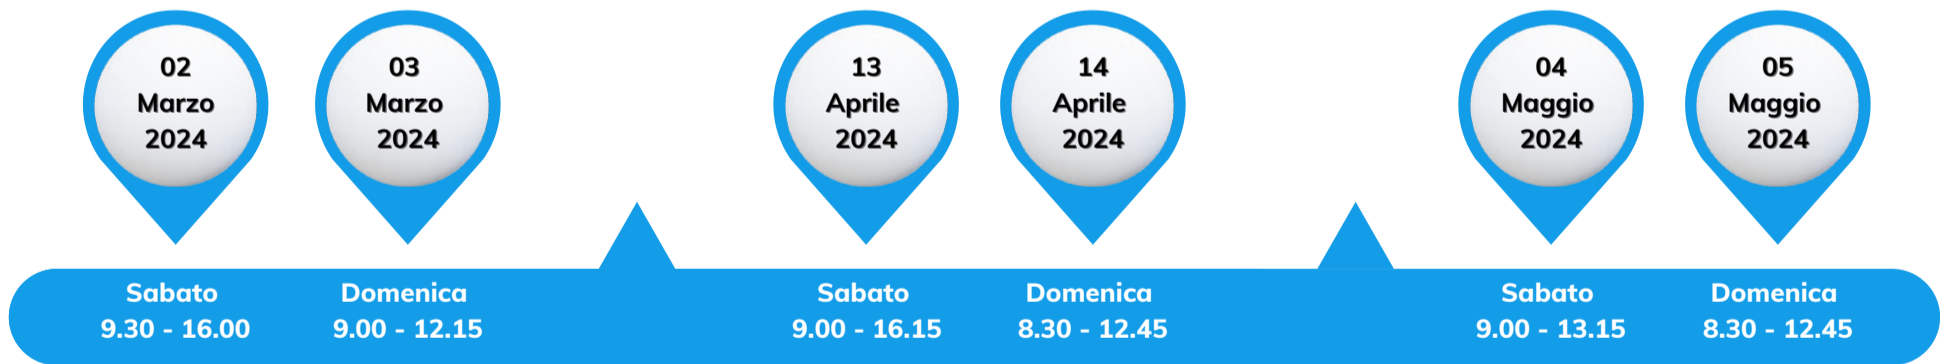 02
Marzo
2024
03
Marzo
2024
13
Aprile
2024
14
Aprile
2024
04
Maggio
2024
05
Maggio
2024
Sabato
9.30 - 16.00
Domenica
9.00 - 12.15
Sabato
9.00 - 16.15
Domenica
8.30 - 12.45
Sabato
9.00 - 13.15
Domenica
8.30 - 12.45